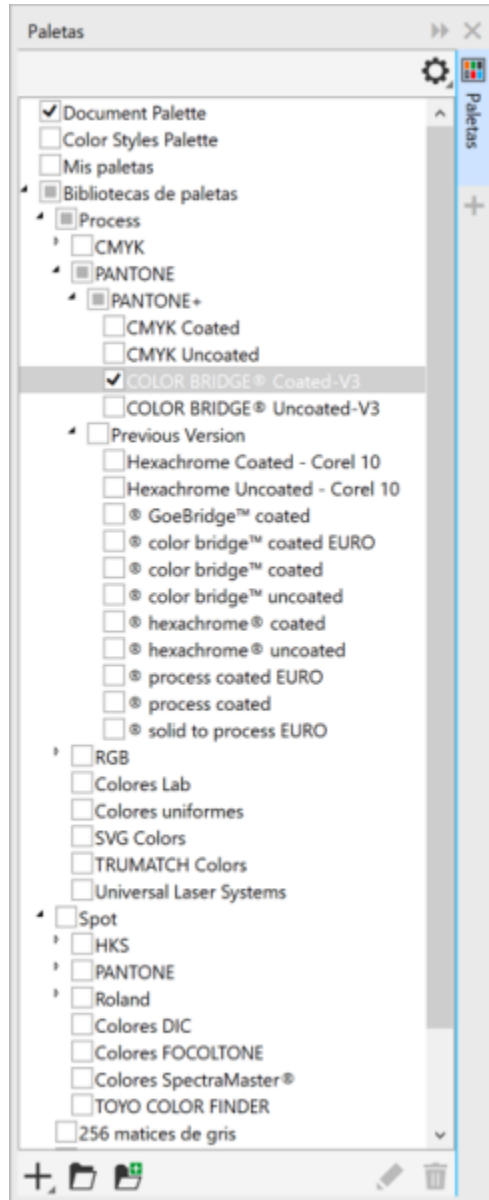 Paletas
Paletas
Document Palette
Color Styles Palette
Mis paletas
Bibliotecas de paletas
Process
CMYK
PANTONE
PANTONE+
CMYK Coated
CMYK Uncoated
COLOR BRIDGE® Coated-V3
COLOR BRIDGE® Uncoated-V3
Previous Version
Hexachrome Coated - Corel 10
Hexachrome Uncoated - Corel 10
® GoeBridge™ coated
® color bridge™ coated EURO
® color bridge™ coated
® color bridge™ uncoated
® hexachrome® coated
® hexachrome® uncoated
® process coated EURO
® process coated
® solid to process EURO
RGB
Colores Lab
Colores uniformes
SVG Colors
TRUMATCH Colors
Universal Laser Systems
Spot
HKS
PANTONE
Roland
Colores DIC
Colores FOCOLTONE
Colores SpectraMaster®
TOYO COLOR FINDER
256 matices de gris